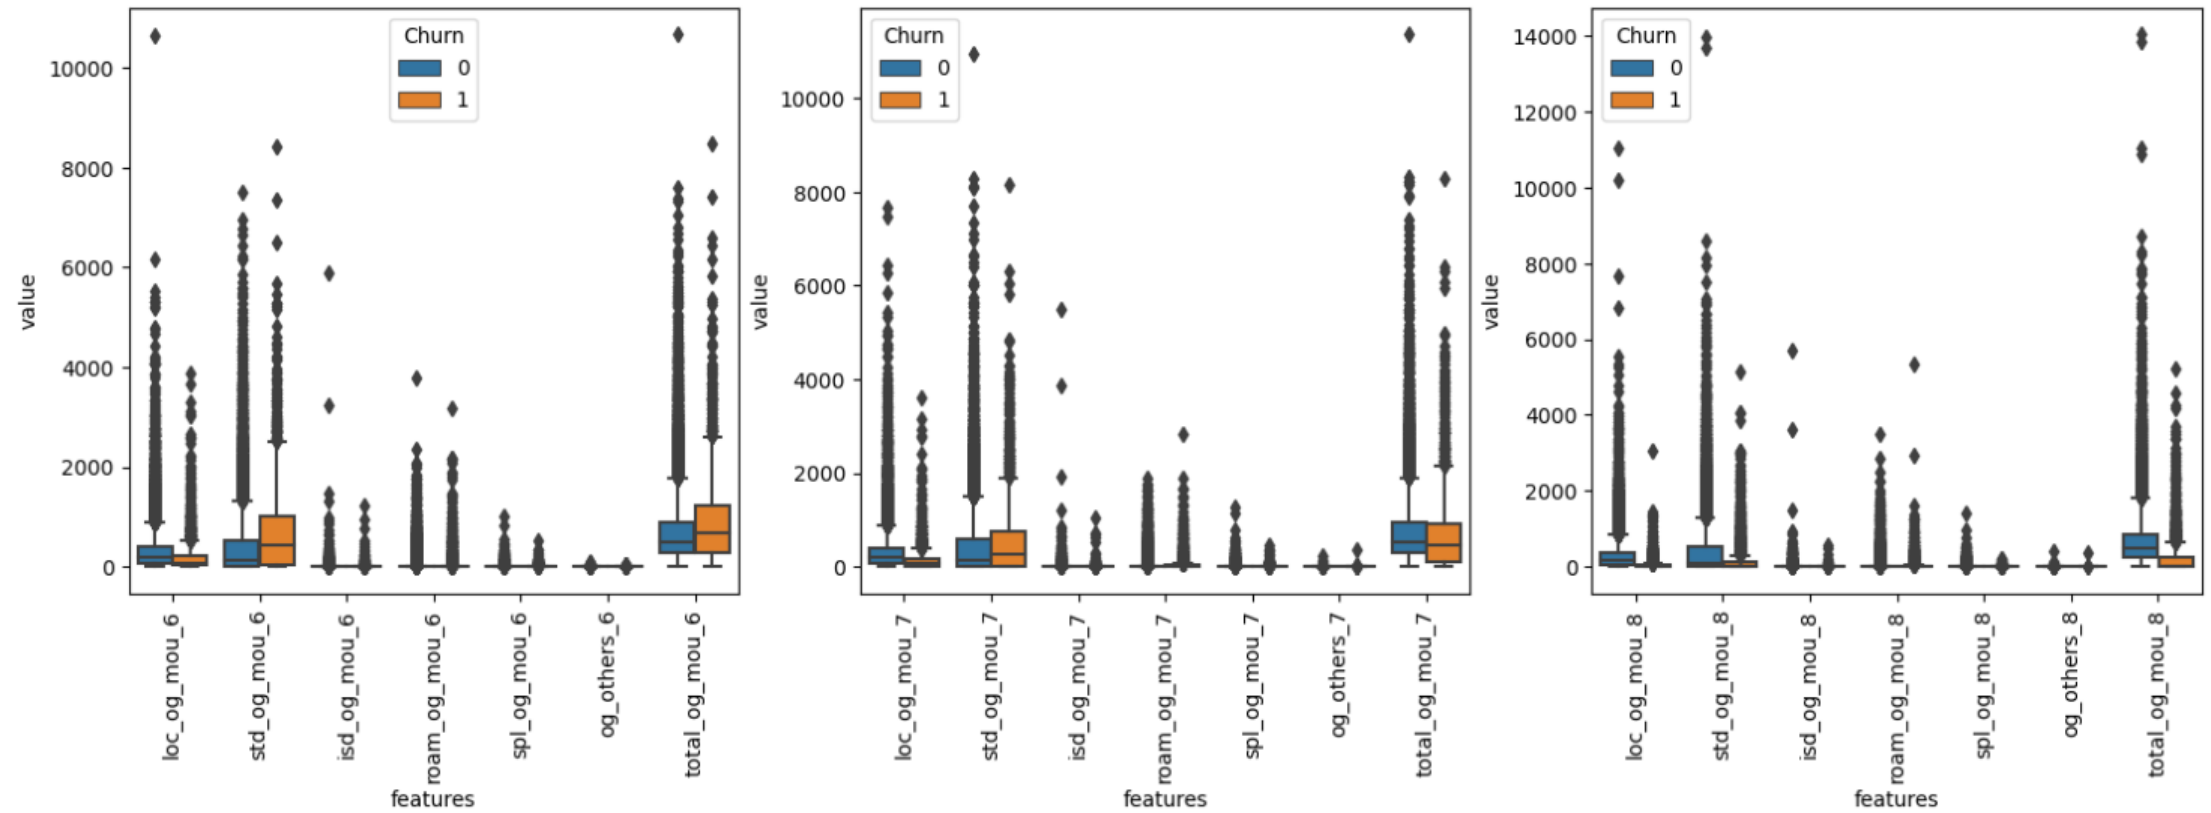 Churn
0
1
10000
8000
6000
4000
2000
0
value
loc_og_mou_6
std_og_mou_6
isd_og_mou_6
roam_og_mou_6
spl_og_mou_6
og_others_6
total_og_mou_6
features
Churn
0
1
10000
8000
6000
4000
2000
0
value
loc_og_mou_7
std_og_mou_7
isd_og_mou_7
roam_og_mou_7
spl_og_mou_7
og_others_7
total_og_mou_7
features
Churn
0
1
14000
12000
10000
8000
6000
4000
2000
0
value
loc_og_mou_8
std_og_mou_8
isd_og_mou_8
roam_og_mou_8
spl_og_mou_8
og_others_8
total_og_mou_8
features